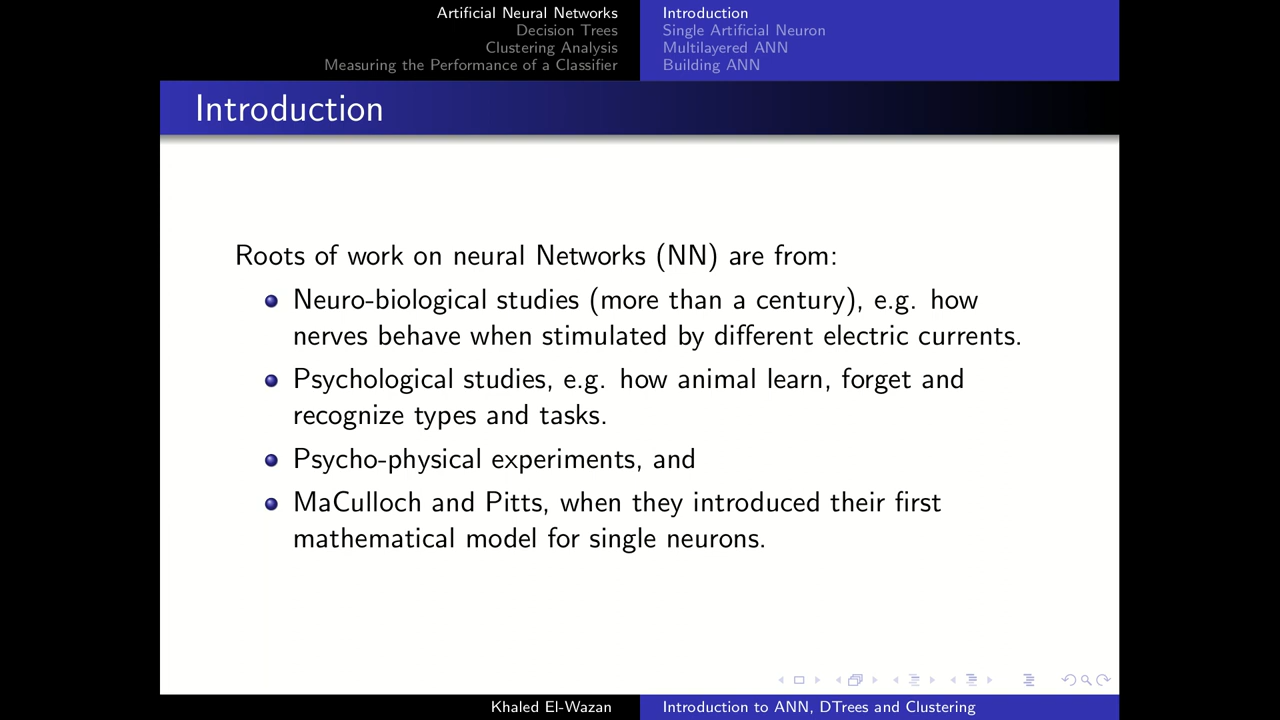 Artificial Neural Networks
Decision Trees
Clustering Analysis
Measuring the Performance of a Classifier
Introduction
Single Artificial Neuron
Multilayered ANN
Building ANN
Introduction
Roots of work on neural Networks (NN) are from:
Neuro-biological studies (more than a century), e.g. how
nerves behave when stimulated by different electric currents.
Psychological studies, e.g. how animal learn, forget and
recognize types and tasks.
Psycho-physical experiments, and
MaCulloch and Pitts, when they introduced their first
mathematical model for single neurons.
Khaled El-Wazan
Introduction to ANN, DTrees and Clustering